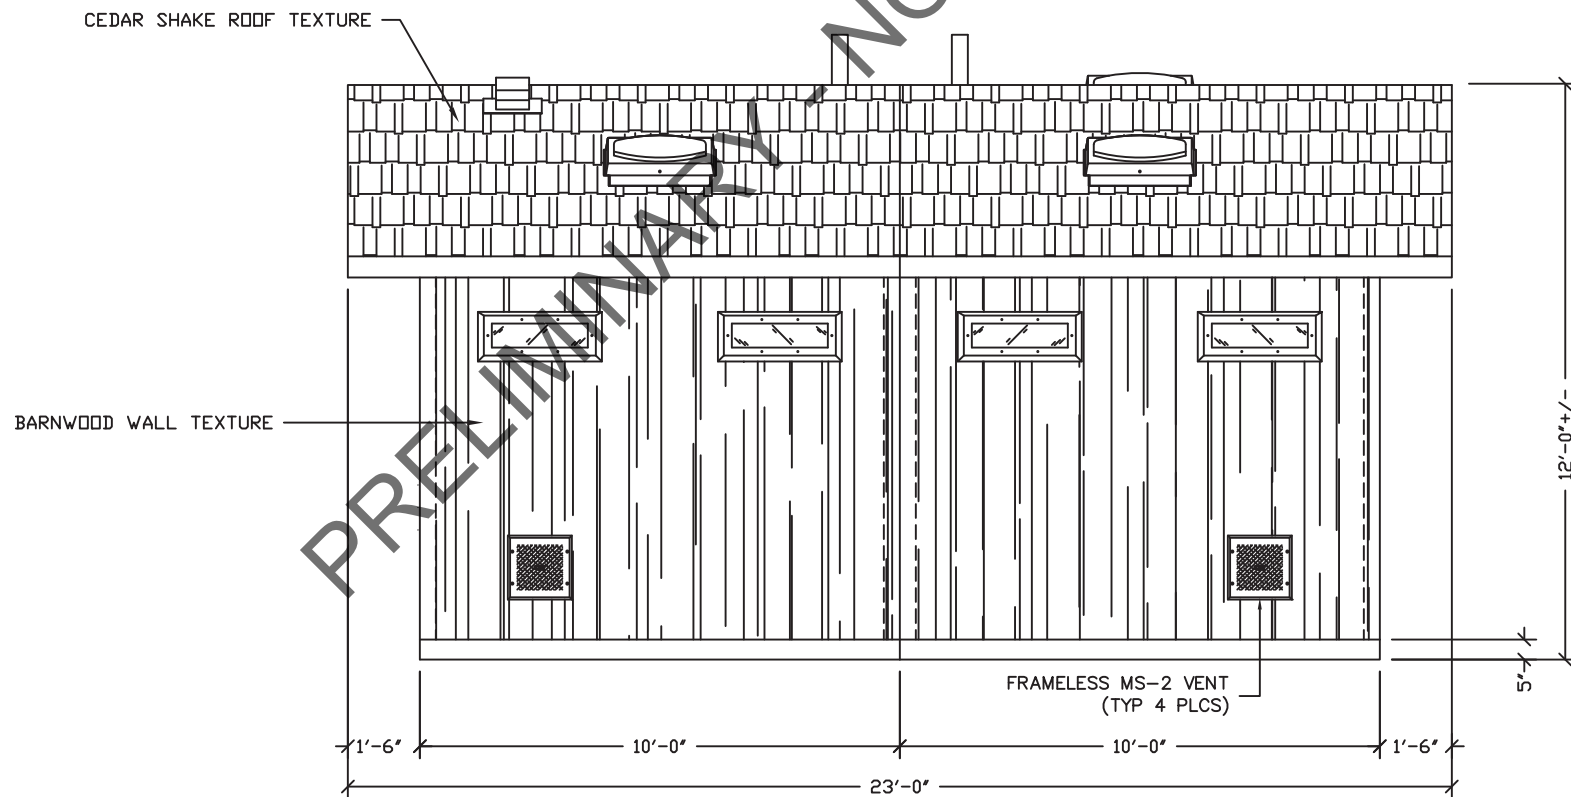 CEDAR SHAKE ROOF TEXTURE
PRELIMINARY - NO
BARNWOOD WALL TEXTURE
12'-0"+/-
5"
FRAMELESS MS-2 VENT
(TYP 4 PLCS)
1'-6"
10'-0"
10'-0"
1'-6"
23'-0"